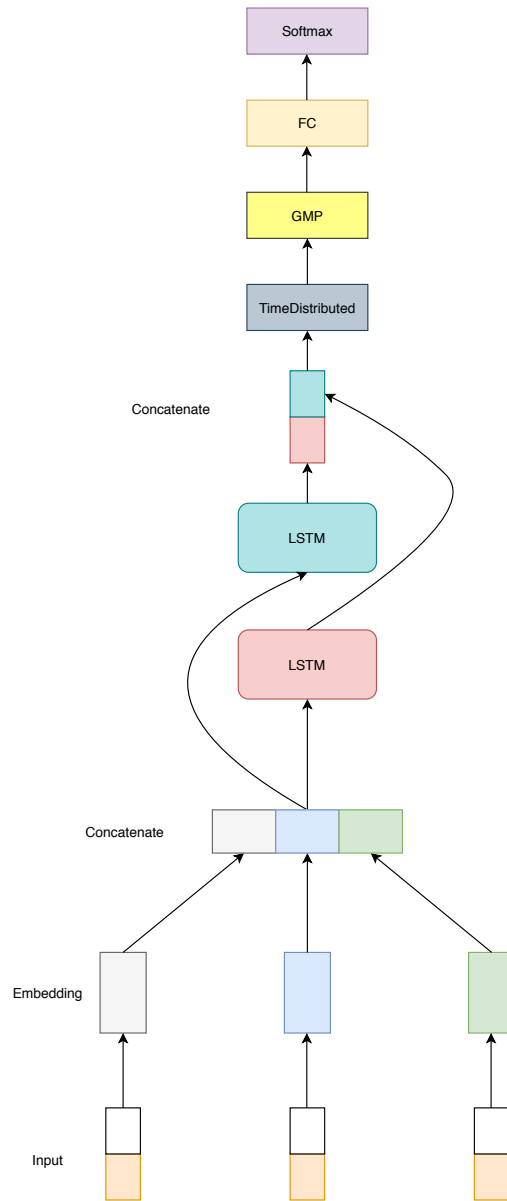 Softmax
FC
GMP
TimeDistributed
Concatenate
LSTM
LSTM
Concatenate
Embedding
Input